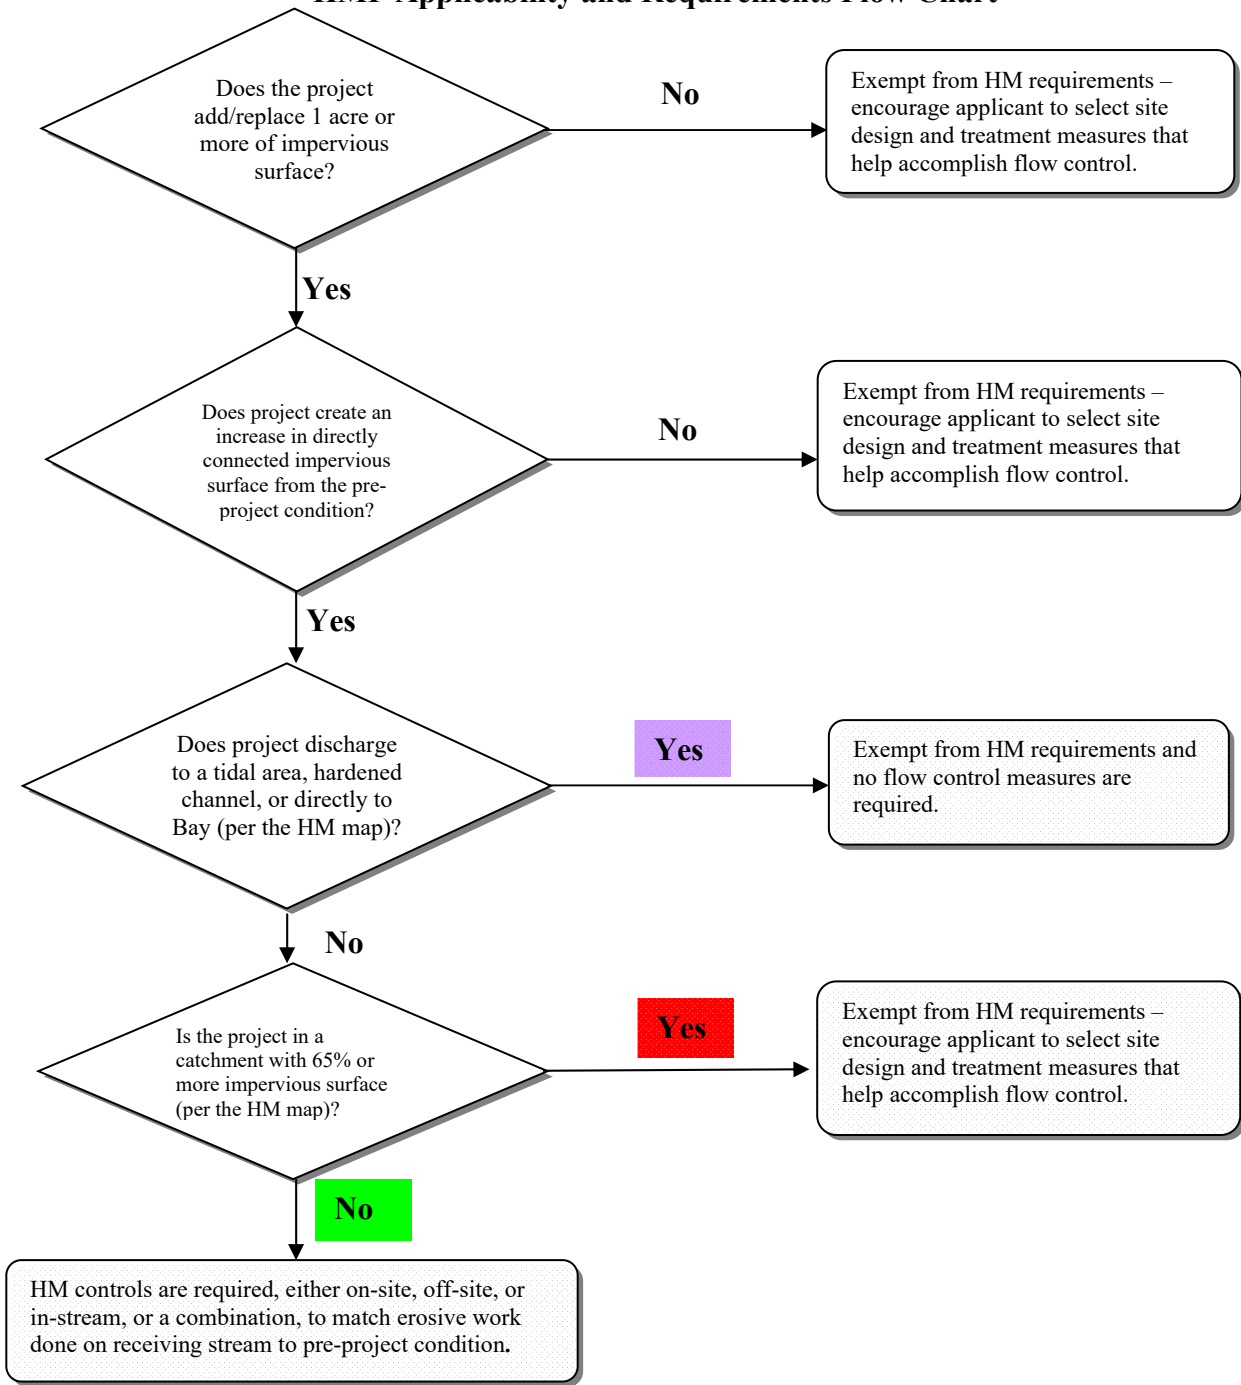 HMP Applicability and Requirements Flow Chart
Does the project
add/replace 1 acre or
more of impervious
surface?
No
Exempt from HM requirements –
encourage applicant to select site
design and treatment measures that
help accomplish flow control.
Yes
Does project create an
increase in directly
connected impervious
surface from the pre-
project condition?
No
Exempt from HM requirements –
encourage applicant to select site
design and treatment measures that
help accomplish flow control.
Yes
Does project discharge
to a tidal area, hardened
channel, or directly to
Bay (per the HM map)?
Yes
Exempt from HM requirements and
no flow control measures are
required.
No
Is the project in a
catchment with 65% or
more impervious surface
(per the HM map)?
Yes
Exempt from HM requirements –
encourage applicant to select site
design and treatment measures that
help accomplish flow control.
No
HM controls are required, either on-site, off-site, or
in-stream, or a combination, to match erosive work
done on receiving stream to pre-project condition.